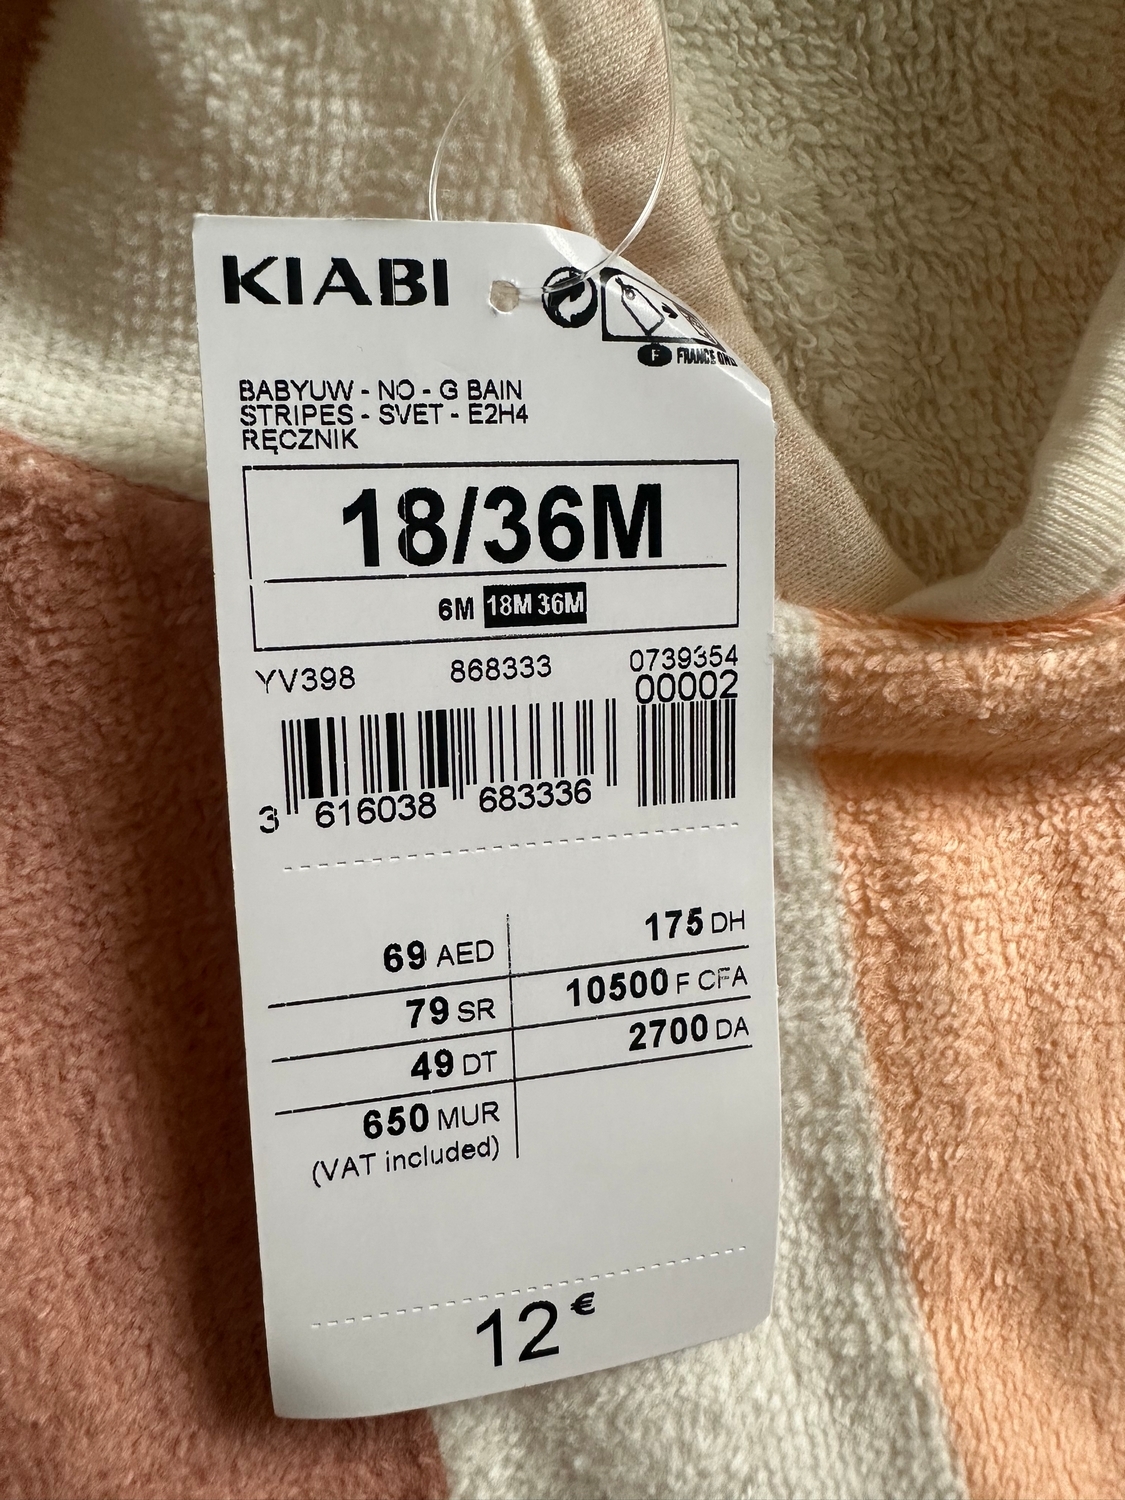 KIABI
F FRANCE ONLY
BABYUW - NO - G BAIN
STRIPES - SVET - E2H4
RĘCZNIK
18/36M
6M 18M 36M
YV398 868333 0739354
00002
3 616038 683336
69 AED
79 SR
49 DT
650 MUR
(VAT included)
175 DH
10500 F CFA
2700 DA
12 €